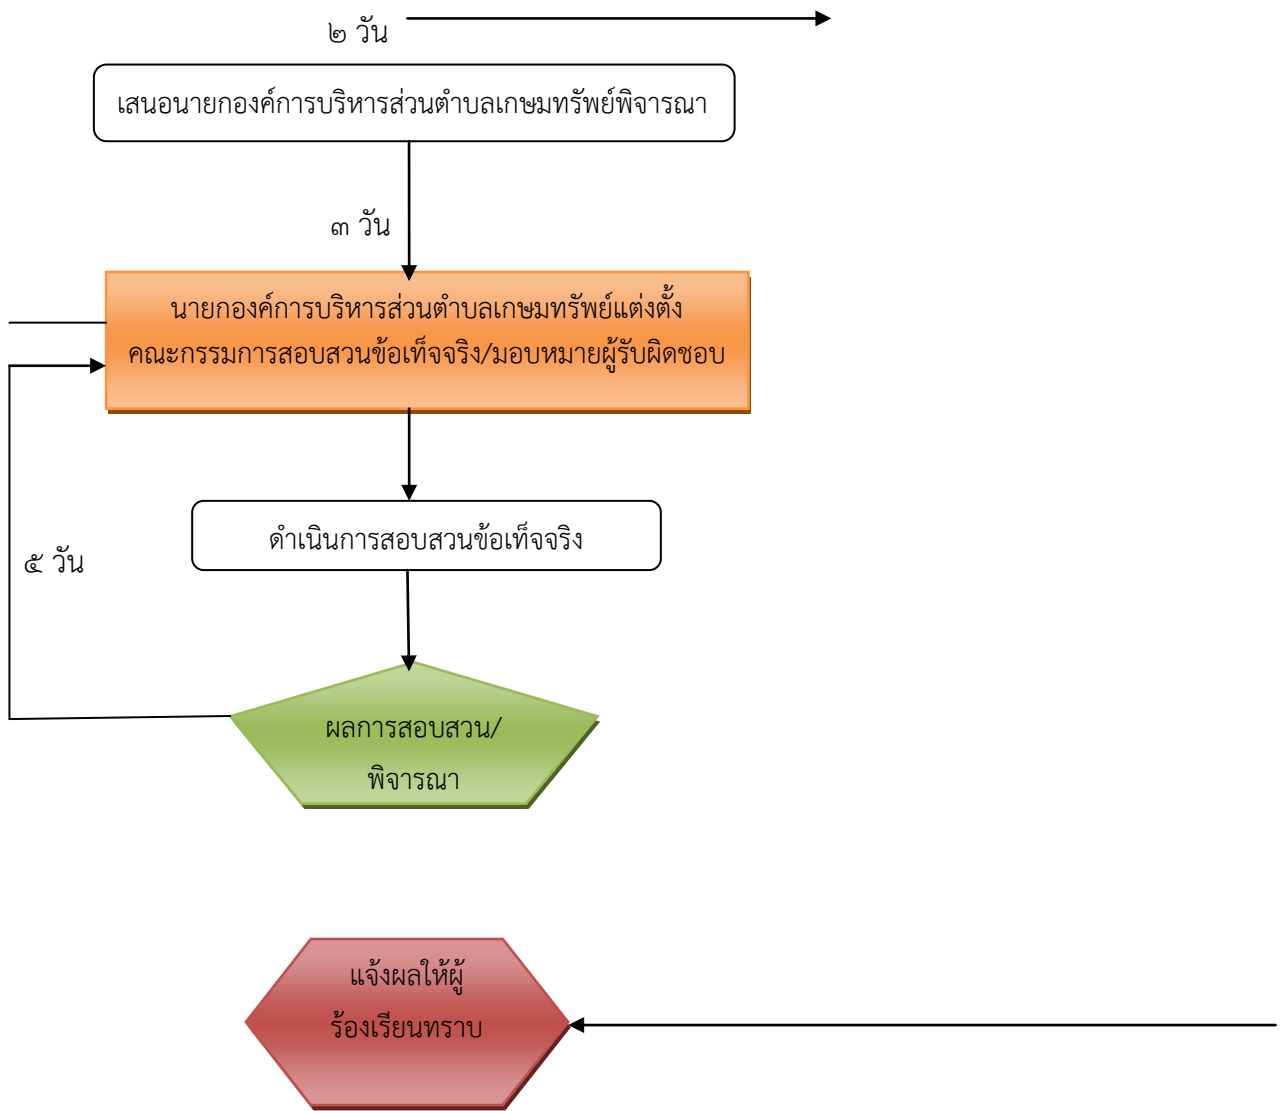 ๒ วัน
เสนอนายกองค์การบริหารส่วนตำบลเกษมทรัพย์พิจารณา
๓ วัน
นายกองค์การบริหารส่วนตำบลเกษมทรัพย์แต่งตั้ง
คณะกรรมการสอบสวนข้อเท็จจริง/มอบหมายผู้รับผิดชอบ
ดำเนินการสอบสวนข้อเท็จจริง
๕ วัน
ผลการสอบสวน/
พิจารณา
แจ้งผลให้ผู้
ร้องเรียนทราบ